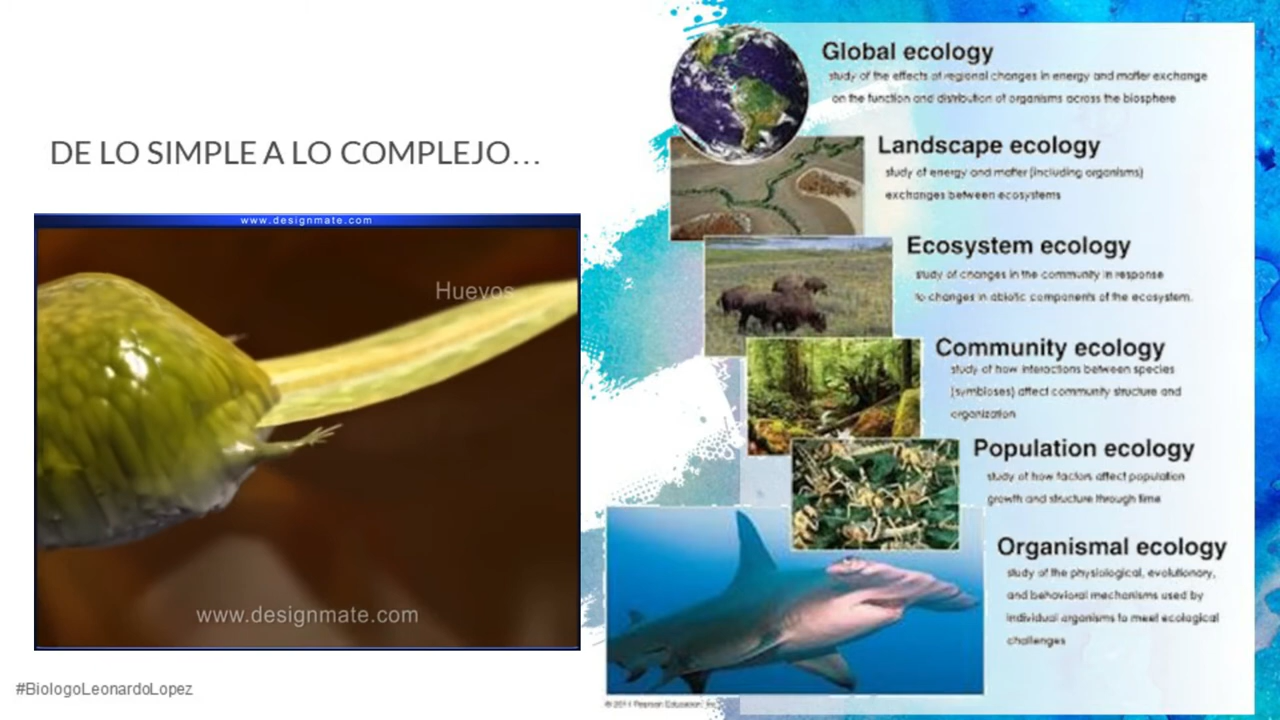 DE LO SIMPLE A LO COMPLEJO…
www.designmate.com
Huevos
www.designmate.com
#BiologoLeonardoLopez
Global ecology
study of the effects of regional changes in energy and matter exchange
on the function and distribution of organisms across the biosphere
Landscape ecology
study of energy and matter (including organisms)
exchanges between ecosystems
Ecosystem ecology
study of changes in the community in response
to changes in abiotic components of the ecosystem.
Community ecology
study of how interactions between species
(symbioses) affect community structure and
organization
Population ecology
study of how factors affect population
growth and structure through time
Organismal ecology
study of the physiological, evolutionary,
and behavioral mechanisms used by
individual organisms to meet ecological
challenges
© 2011 Pearson Education, Inc.